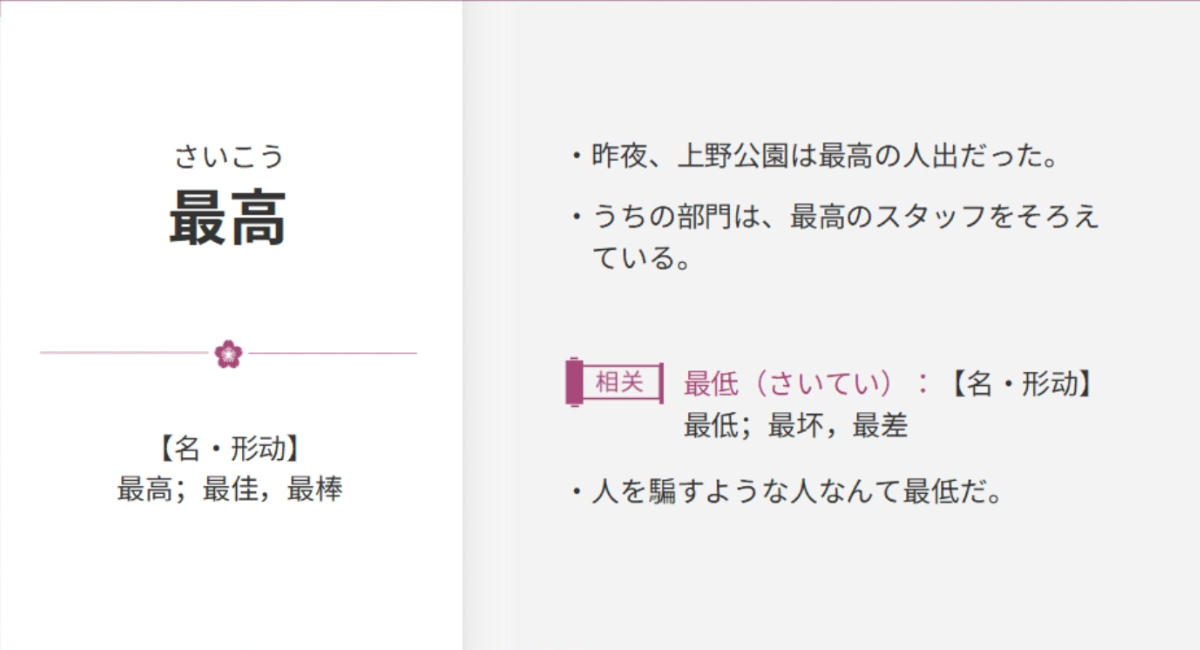 さいこう
最高
【名・形动】
最高；最佳，最棒
・昨夜、上野公園は最高の人出だった。
・うちの部門は、最高のスタッフをそろえ
ている。
相关
最低（さいてい）：【名・形动】
最低；最坏，最差
・人を騙すような人なんて最低だ。